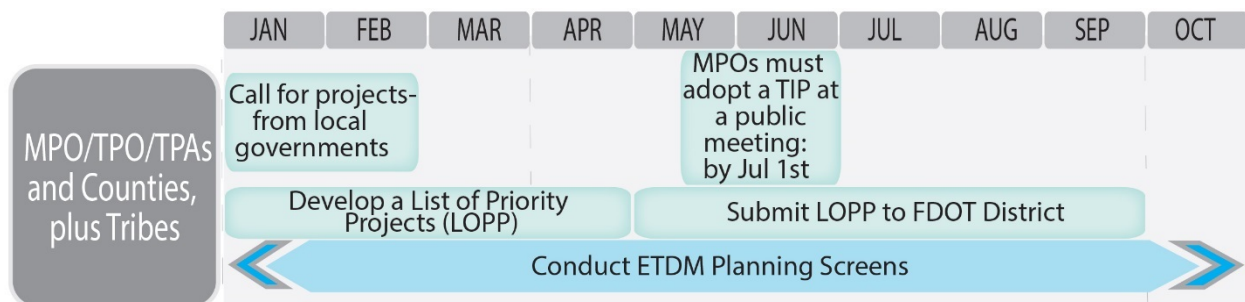 JAN FEB MAR APR MAY JUN JUL AUG SEP OCT
MPO/TPO/TPAs
and Counties,
plus Tribes
Call for projects-
from local
governments
MPOs must
adopt a TIP at
a public
meeting:
by Jul 1st
Develop a List of Priority
Projects (LOPP)
Submit LOPP to FDOT District
Conduct ETDM Planning Screens